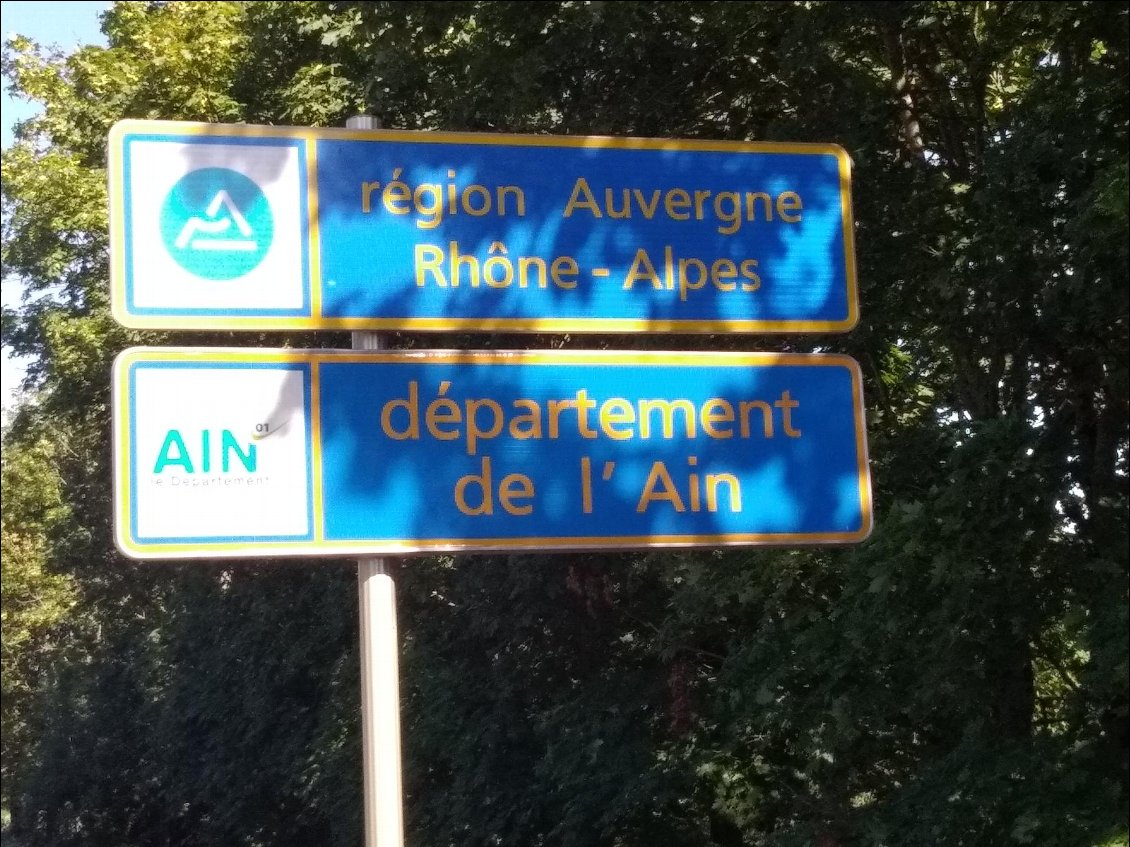 région Auvergne
Rhône-Alpes
AIN 01
le Département
département
de l'Ain